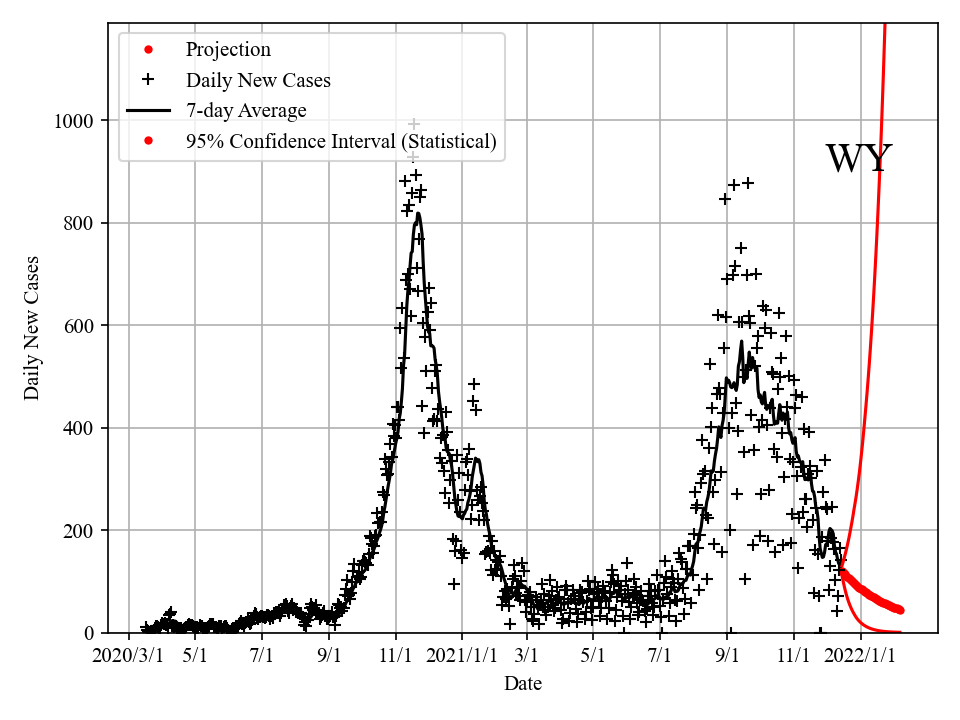 Projection
Daily New Cases
7-day Average
95% Confidence Interval (Statistical)
WY
Daily New Cases
1000
800
600
400
200
0
2020/3/1 5/1 7/1 9/1 11/1 2021/1/1 3/1 5/1 7/1 9/1 11/1 2022/1/1
Date